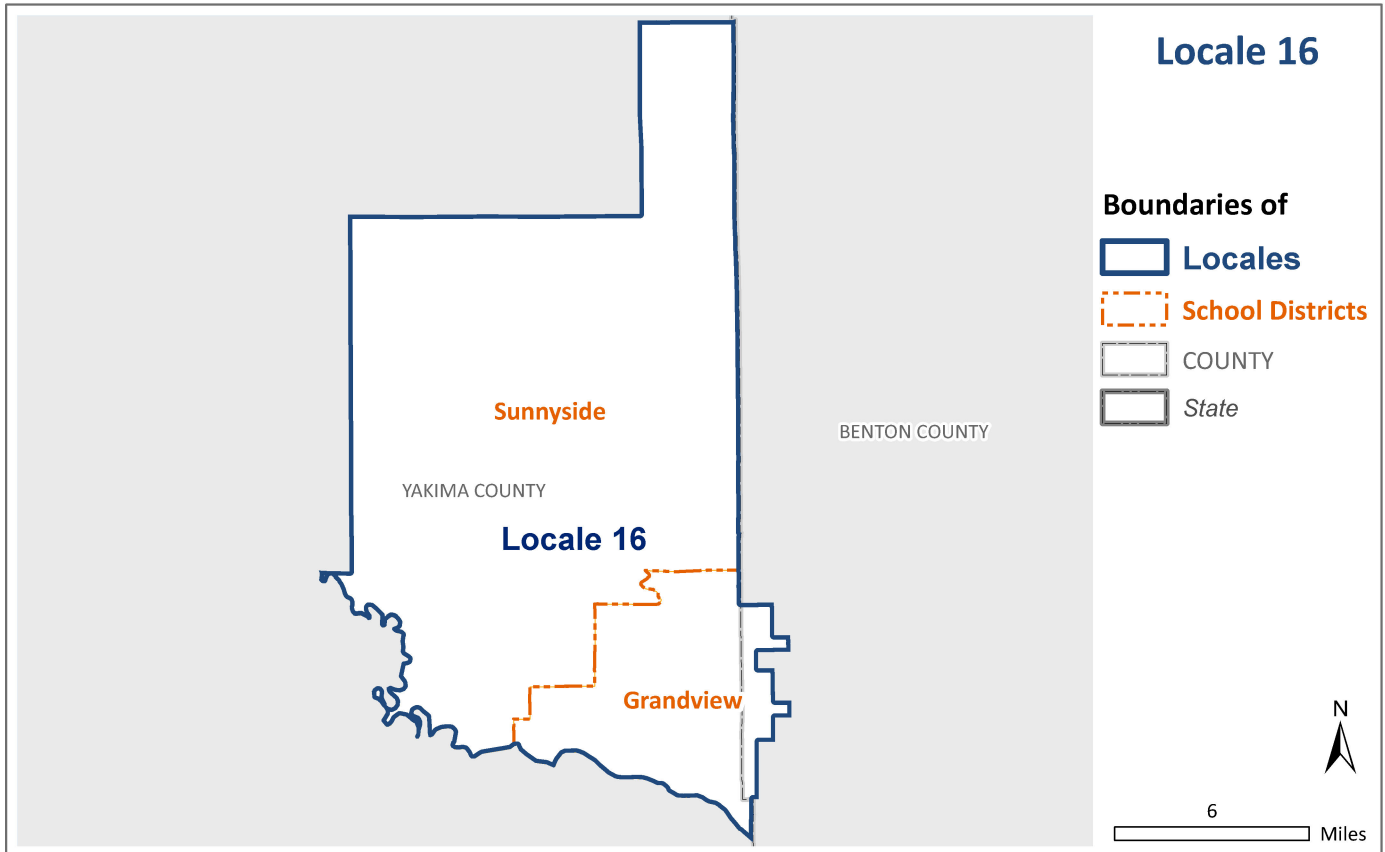 Locale 16
Boundaries of
Locales
School Districts
COUNTY
State
Sunnyside
BENTON COUNTY
YAKIMA COUNTY
Locale 16
Grandview
N
6
Miles